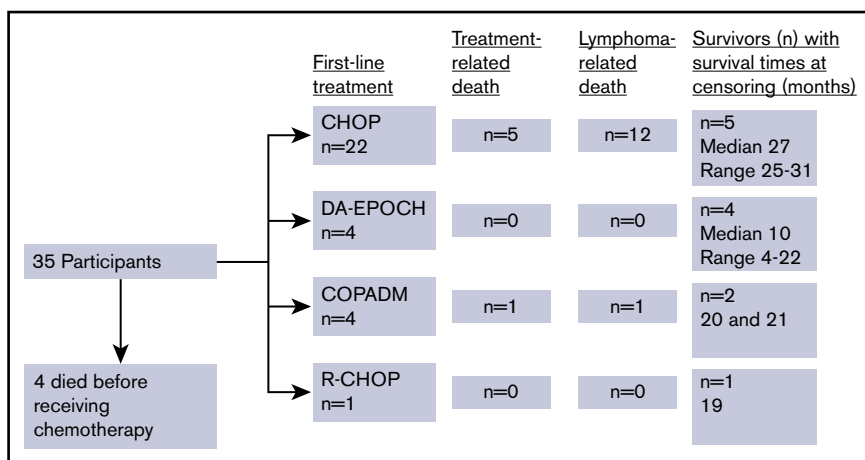 First-line
treatment
Treatment-
related
death
Lymphoma-
related
death
Survivors (n) with
survival times at
censoring (months)
CHOP
n=22
n=5
n=12
n=5
Median 27
Range 25-31
DA-EPOCH
n=4
n=0
n=0
n=4
Median 10
Range 4-22
35 Participants
COPADM
n=4
n=1
n=1
n=2
20 and 21
4 died before
receiving
chemotherapy
R-CHOP
n=1
n=0
n=0
n=1
19